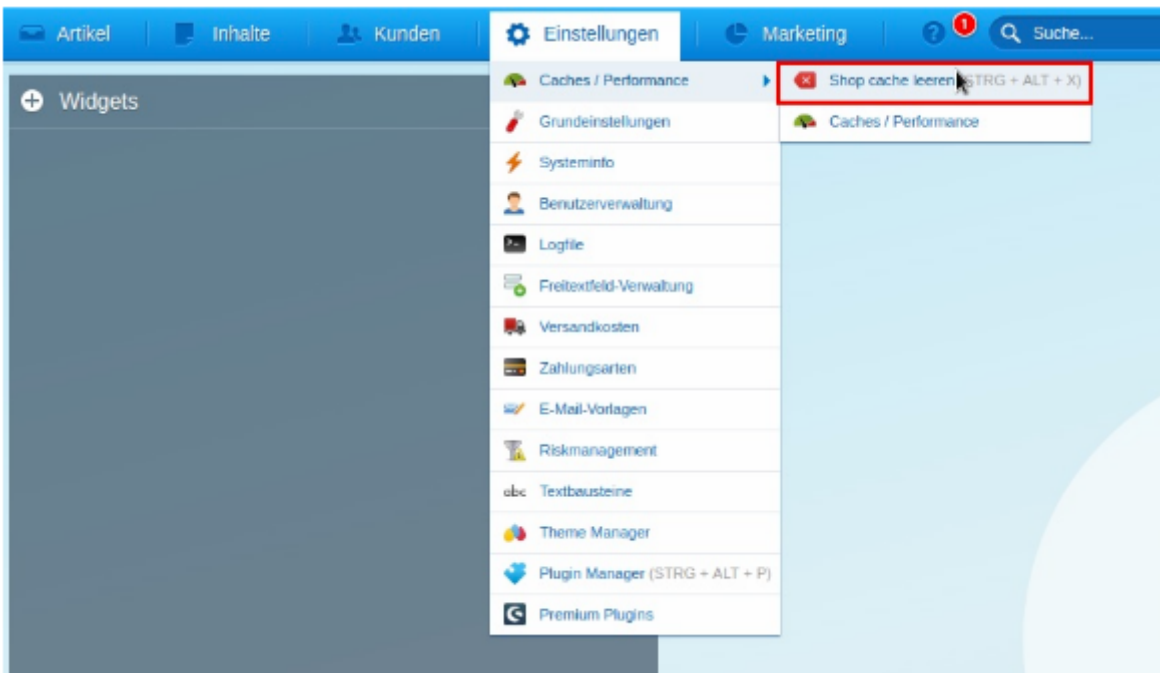 Artikel Inhalte Kunden Einstellungen Marketing ? 1 Suche...
Widgets
Caches / Performance
Shop cache leeren (STRG + ALT + X)
Caches / Performance
Grundeinstellungen
Systeminfo
Benutzerverwaltung
Logfile
Freitextfeld-Verwaltung
Versandkosten
Zahlungsarten
E-Mail-Vorlagen
Riskmanagement
abc Textbausteine
Theme Manager
Plugin Manager (STRG + ALT + P)
Premium Plugins